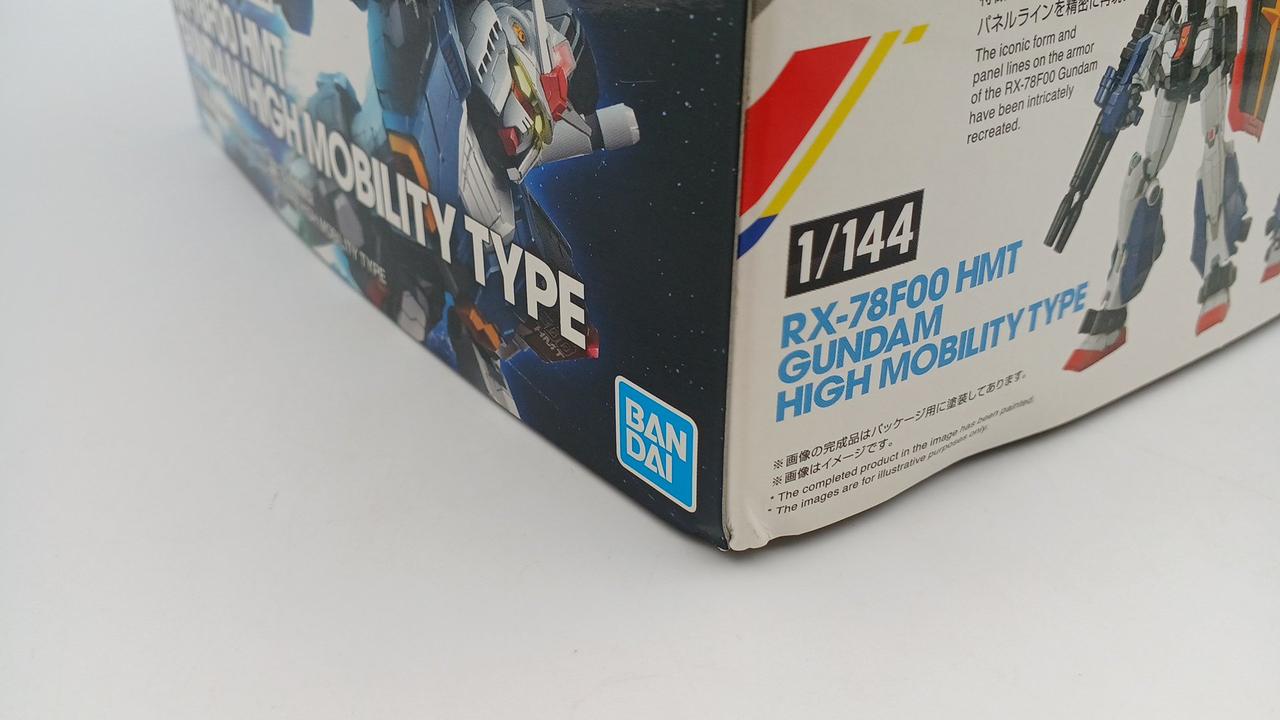 HIGH MOBILITY TYPE
BAN
DAI
パネルラインを精密に再現
The iconic form and
panel lines on the armor
of the RX-78F00 Gundam
have been intricately
recreated.
1/144
RX-78F00 HMT
GUNDAM
HIGH MOBILITY TYPE
※画像の完成品はパッケージ用に塗装してあります。
※画像はイメージです。
* The completed product in the image has been painted.
* The images are for illustrative purposes only.